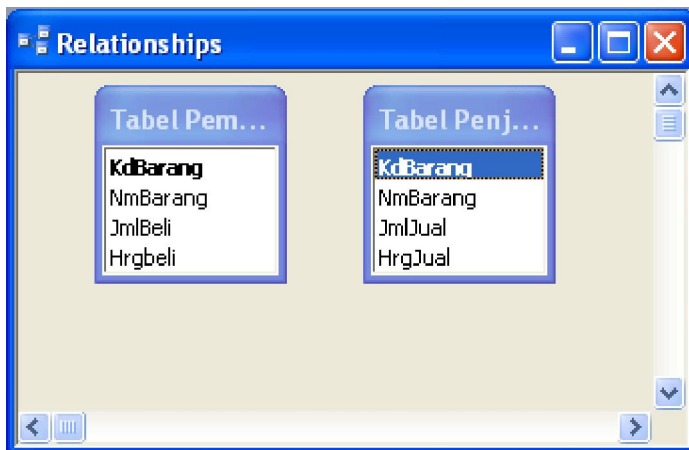 Relationships
Tabel Pem...
KdBarang
NmBarang
JmlBeli
Hrgbeli
Tabel Penj...
KdBarang
NmBarang
JmlJual
HrgJual